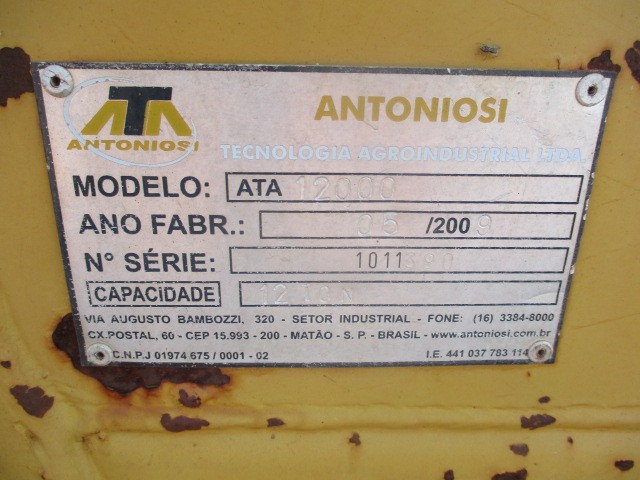 ATA
ANTONIOSI
ANTONIOSI
TECNOLOGIA AGROINDUSTRIAL LTDA.
MODELO: ATA 12000
ANO FABR.: 05 /2009
N° SÉRIE: 1011
CAPACIDADE
VIA AUGUSTO BAMBOZZI, 320 - SETOR INDUSTRIAL - FONE: (16) 3384-8000
CX.POSTAL, 60 - CEP 15.993 - 200 - MATÃO - S. P. - BRASIL - www.antoniosi.com.br
C.N.P.J 01974 675 / 0001 - 02 I.E. 441 037 783 114